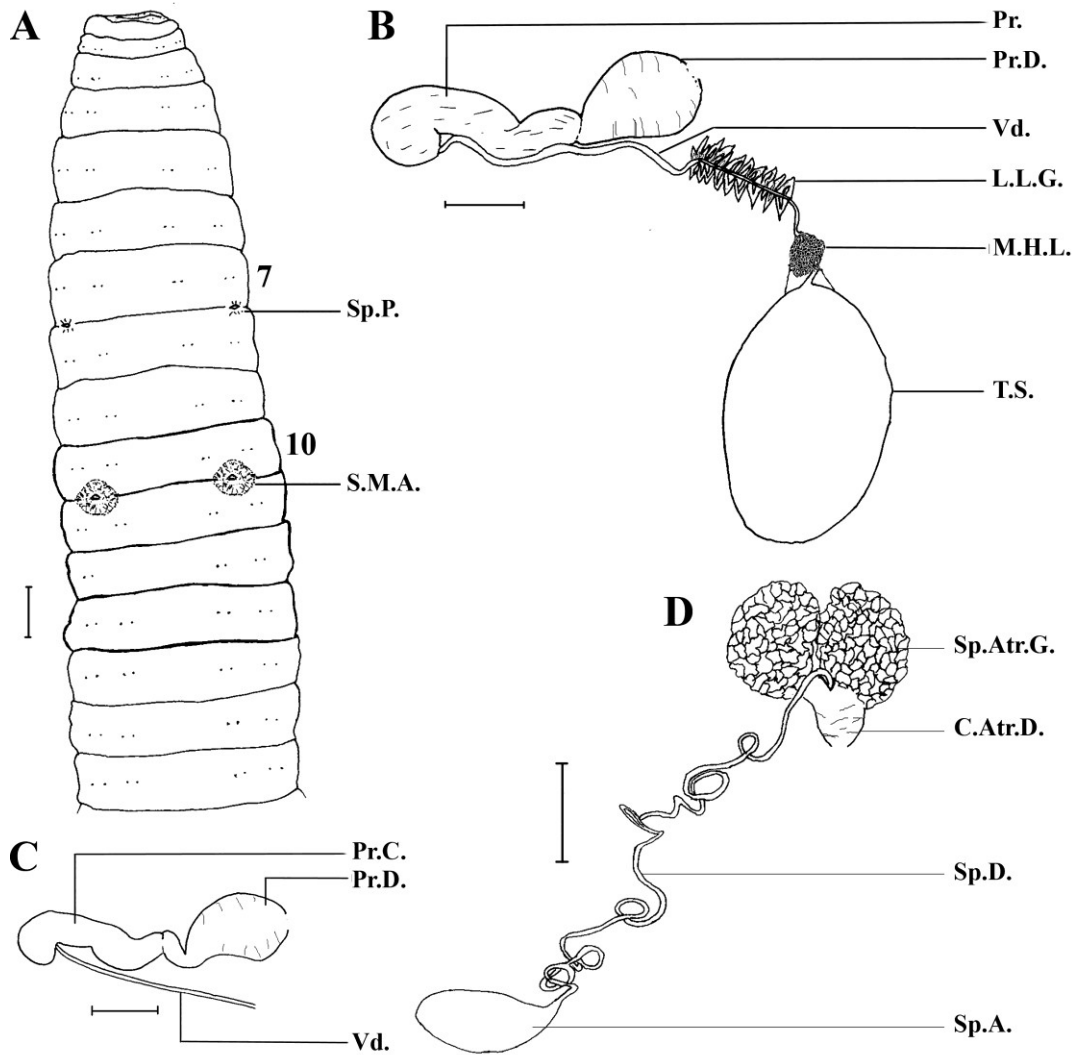 A
7
Sp.P.
10
S.M.A.
B
Pr.
Pr.D.
Vd.
L.L.G.
M.H.L.
T.S.
C
Pr.C.
Pr.D.
Vd.
D
Sp.Atr.G.
C.Atr.D.
Sp.D.
Sp.A.